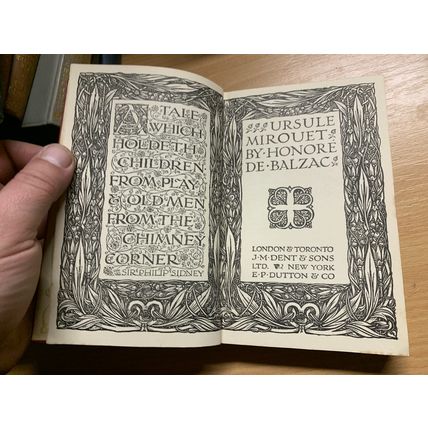 A TALE
WHICH
HOLDETH
CHILDREN
FROM PLAY
& OLD MEN
FROM THE
CHIMNEY
CORNER
SIR PHILIP SIDNEY
URSULE
MIROUET
BY·HONORÉ
DE·BALZAC
LONDON & TORONTO
J·M·DENT & SONS
LTD. NEW YORK
E·P·DUTTON & CO